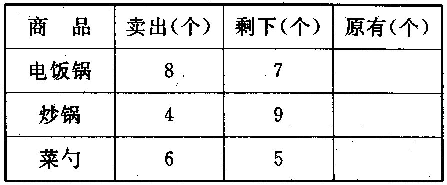 商 品 卖出(个) 剩下(个) 原有(个)
电饭锅 8 7
炒锅 4 9
菜勺 6 5